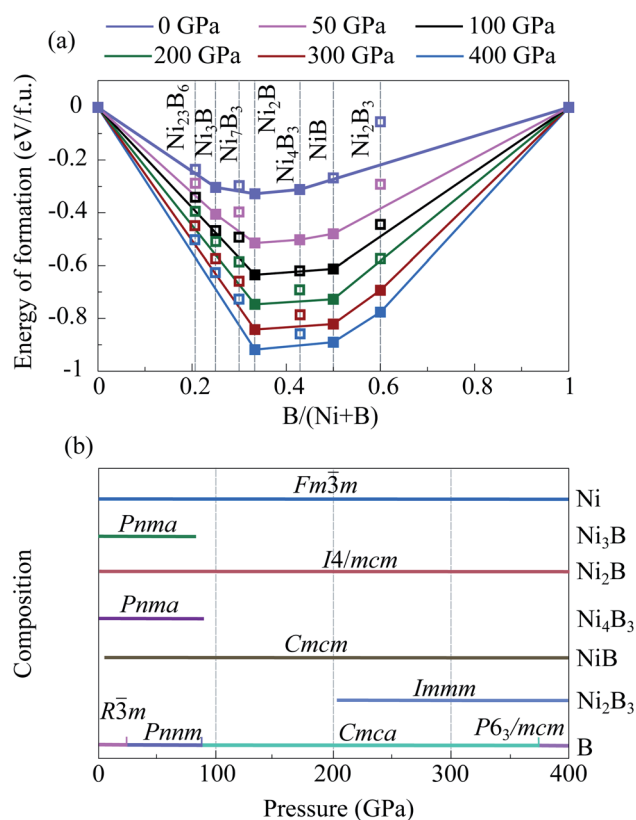 (a)
0 GPa 50 GPa 100 GPa
200 GPa 300 GPa 400 GPa
Energy of formation (eV/f.u.)
0
-0.2
-0.4
-0.6
-0.8
-1
Ni₂₃B₆
Ni₃B
Ni₇B₃
Ni₂B
Ni₄B₃
NiB
Ni₂B₃
0 0.2 0.4 0.6 0.8 1
B/(Ni+B)
(b)
Composition
Fm3̅m Ni
Pnma Ni₃B
I4/mcm Ni₂B
Pnma Ni₄B₃
Cmcm NiB
Immm Ni₂B₃
R3̅m Pnnm Cmca P6₃/mcm B
0 100 200 300 400
Pressure (GPa)